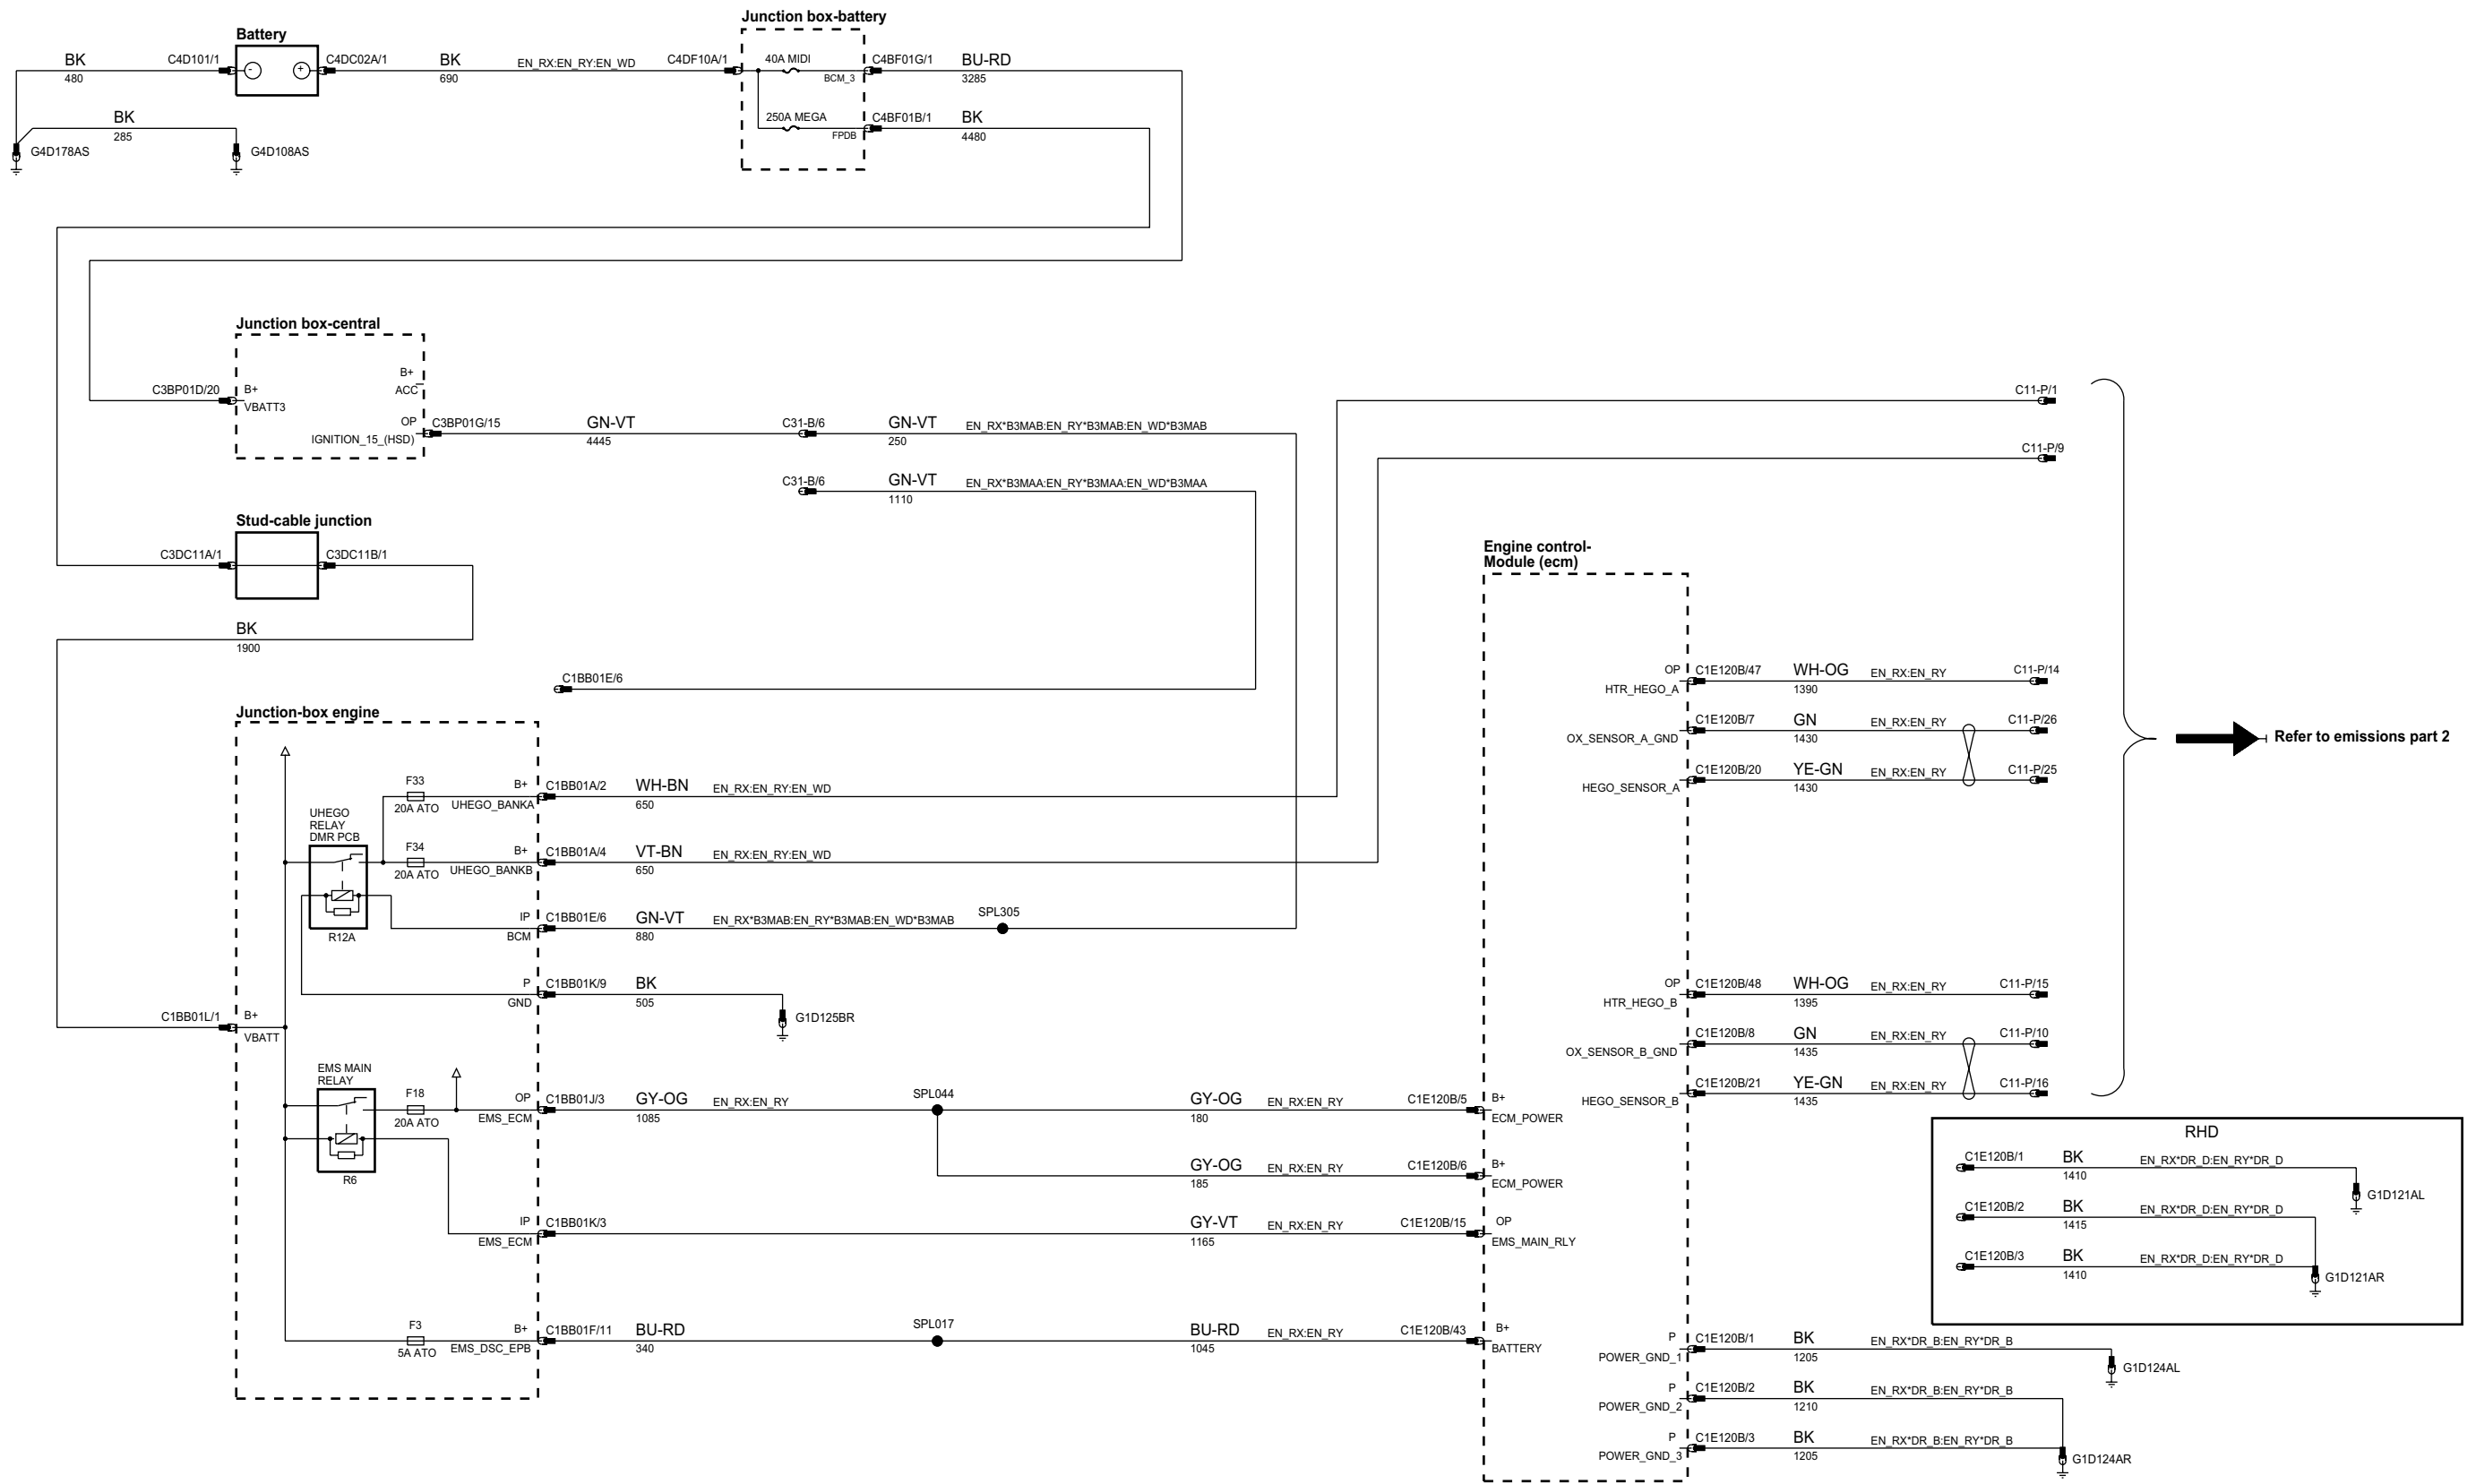 Junction box-battery
Battery
BK
480
C4D101/1
-
+
C4DC02A/1
BK
690
EN_RX:EN_RY:EN_WD
C4DF10A/1
40A MIDI
BCM_3
C4BF01G/1
BU-RD
3285
BK
285
G4D178AS
G4D108AS
250A MEGA
FPDB
C4BF01B/1
BK
4480
Junction box-central
C3BP01D/20
B+
VBATT3
B+
ACC
OP
IGNITION_15_(HSD)
C3BP01G/15
GN-VT
4445
C31-B/6
GN-VT
250
EN_RX*B3MAB:EN_RY*B3MAB:EN_WD*B3MAB
C31-B/6
GN-VT
1110
EN_RX*B3MAA:EN_RY*B3MAA:EN_WD*B3MAA
C11-P/1
C11-P/9
Stud-cable junction
C3DC11A/1
C3DC11B/1
BK
1900
C1BB01E/6
Engine control-
Module (ecm)
OP
HTR_HEGO_A
C1E120B/47
WH-OG
1390
EN_RX:EN_RY
C11-P/14
OX_SENSOR_A_GND
C1E120B/7
GN
1430
EN_RX:EN_RY
C11-P/26
HEGO_SENSOR_A
C1E120B/20
YE-GN
1430
EN_RX:EN_RY
C11-P/25
Refer to emissions part 2
Junction-box engine
F33
20A ATO
B+
UHEGO_BANKA
C1BB01A/2
WH-BN
650
EN_RX:EN_RY:EN_WD
UHEGO
RELAY
DMR PCB
F34
20A ATO
B+
UHEGO_BANKB
C1BB01A/4
VT-BN
650
EN_RX:EN_RY:EN_WD
R12A
IP
BCM
C1BB01E/6
GN-VT
880
EN_RX*B3MAB:EN_RY*B3MAB:EN_WD*B3MAB
SPL305
P
GND
C1BB01K/9
BK
505
G1D125BR
C1BB01L/1
B+
VBATT
OP
HTR_HEGO_B
C1E120B/48
WH-OG
1395
EN_RX:EN_RY
C11-P/15
OX_SENSOR_B_GND
C1E120B/8
GN
1435
EN_RX:EN_RY
C11-P/10
HEGO_SENSOR_B
C1E120B/21
YE-GN
1435
EN_RX:EN_RY
C11-P/16
EMS MAIN
RELAY
F18
20A ATO
OP
EMS_ECM
C1BB01J/3
GY-OG
1085
EN_RX:EN_RY
SPL044
GY-OG
180
EN_RX:EN_RY
C1E120B/5
B+
ECM_POWER
R6
GY-OG
185
EN_RX:EN_RY
C1E120B/6
B+
ECM_POWER
IP
EMS_ECM
C1BB01K/3
GY-VT
1165
EN_RX:EN_RY
C1E120B/15
OP
EMS_MAIN_RLY
F3
5A ATO
B+
EMS_DSC_EPB
C1BB01F/11
BU-RD
340
SPL017
BU-RD
1045
EN_RX:EN_RY
C1E120B/43
B+
BATTERY
RHD
C1E120B/1
BK
1410
EN_RX*DR_D:EN_RY*DR_D
G1D121AL
C1E120B/2
BK
1415
EN_RX*DR_D:EN_RY*DR_D
C1E120B/3
BK
1410
EN_RX*DR_D:EN_RY*DR_D
G1D121AR
P
POWER_GND_1
C1E120B/1
BK
1205
EN_RX*DR_B:EN_RY*DR_B
G1D124AL
P
POWER_GND_2
C1E120B/2
BK
1210
EN_RX*DR_B:EN_RY*DR_B
P
POWER_GND_3
C1E120B/3
BK
1205
EN_RX*DR_B:EN_RY*DR_B
G1D124AR